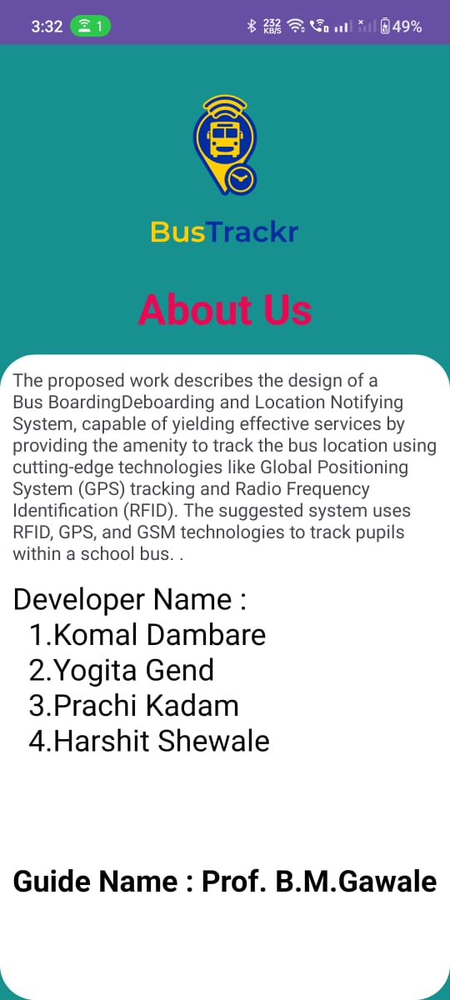 3:32 1 232 KB/S 49%
BusTrackr
About Us
The proposed work describes the design of a
Bus BoardingDeboarding and Location Notifying
System, capable of yielding effective services by
providing the amenity to track the bus location using
cutting-edge technologies like Global Positioning
System (GPS) tracking and Radio Frequency
Identification (RFID). The suggested system uses
RFID, GPS, and GSM technologies to track pupils
within a school bus. .
Developer Name :
1.Komal Dambare
2.Yogita Gend
3.Prachi Kadam
4.Harshit Shewale
Guide Name : Prof. B.M.Gawale